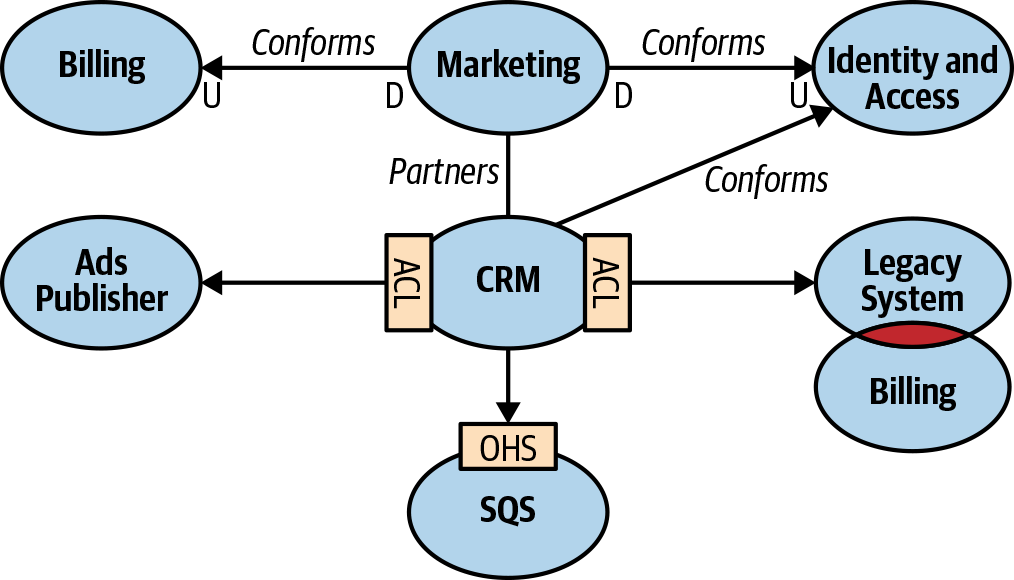 Billing
Conforms
Marketing
Conforms
Identity and
Access
U
D
D
U
Partners
Conforms
Ads
Publisher
ACL
CRM
ACL
Legacy
System
Billing
OHS
SQS